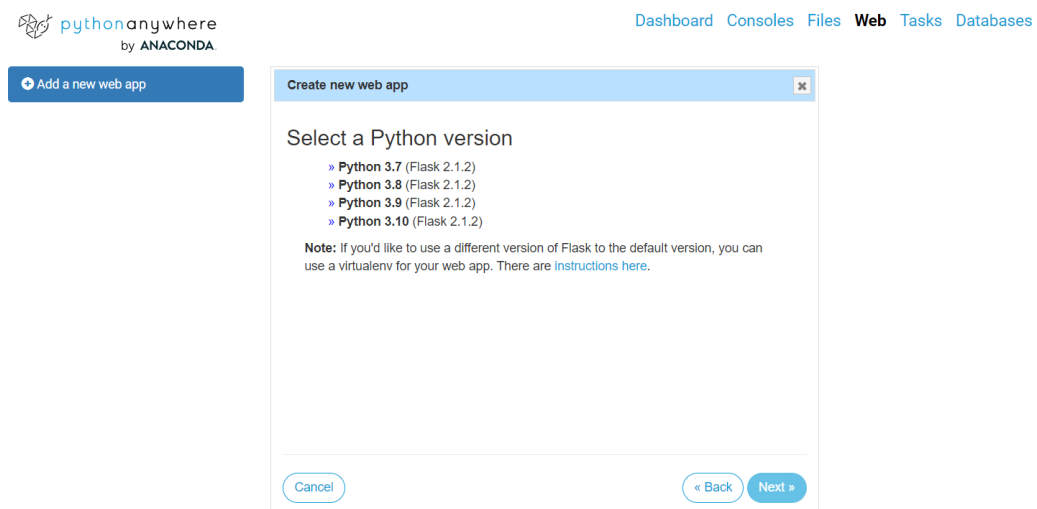 pythonanywhere
by ANACONDA.
Dashboard Consoles Files Web Tasks Databases
Add a new web app
Create new web app
Select a Python version
» Python 3.7 (Flask 2.1.2)
» Python 3.8 (Flask 2.1.2)
» Python 3.9 (Flask 2.1.2)
» Python 3.10 (Flask 2.1.2)
Note: If you'd like to use a different version of Flask to the default version, you can
use a virtualenv for your web app. There are instructions here.
Cancel
« Back
Next »